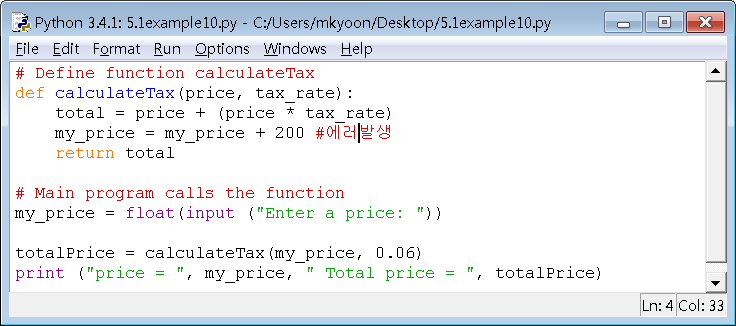 Python 3.4.1: 5.1example10.py - C:/Users/mkyoon/Desktop/5.1example10.py
File Edit Format Run Options Windows Help
# Define function calculateTax
def calculateTax(price, tax_rate):
    total = price + (price * tax_rate)
    my_price = my_price + 200 #에러발생
    return total

# Main program calls the function
my_price = float(input ("Enter a price: "))

totalPrice = calculateTax(my_price, 0.06)
print ("price = ", my_price, " Total price = ", totalPrice)
Ln: 4 Col: 33